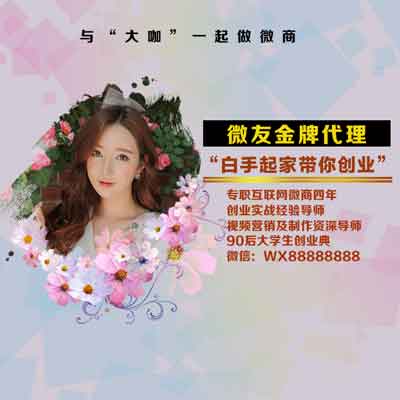 与“大咖”一起做微商
微友金牌代理
“白手起家带你创业”
专职互联网微商四年
创业实战经验导师
视频营销及制作资深导师
90后大学生创业典
微信：WX88888888